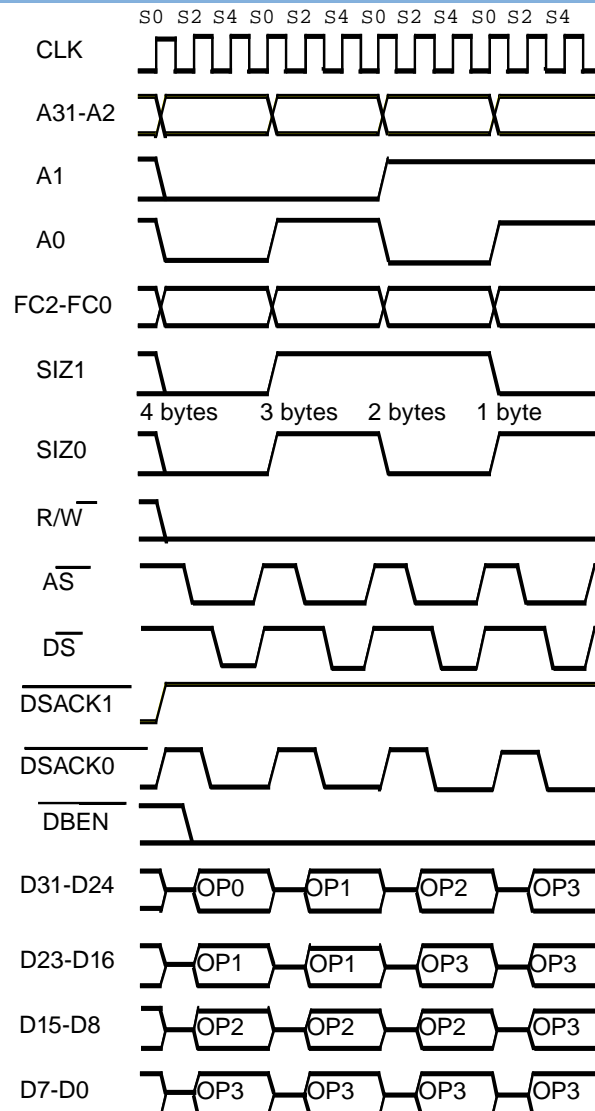 S0 S2 S4 S0 S2 S4 S0 S2 S4 S0 S2 S4
CLK
A31-A2
A1
A0
FC2-FC0
SIZ1
4 bytes 3 bytes 2 bytes 1 byte
SIZ0
R/W
AS
DS
DSACK1
DSACK0
DBEN
D31-D24 OP0 OP1 OP2 OP3
D23-D16 OP1 OP1 OP3 OP3
D15-D8 OP2 OP2 OP2 OP3
D7-D0 OP3 OP3 OP3 OP3